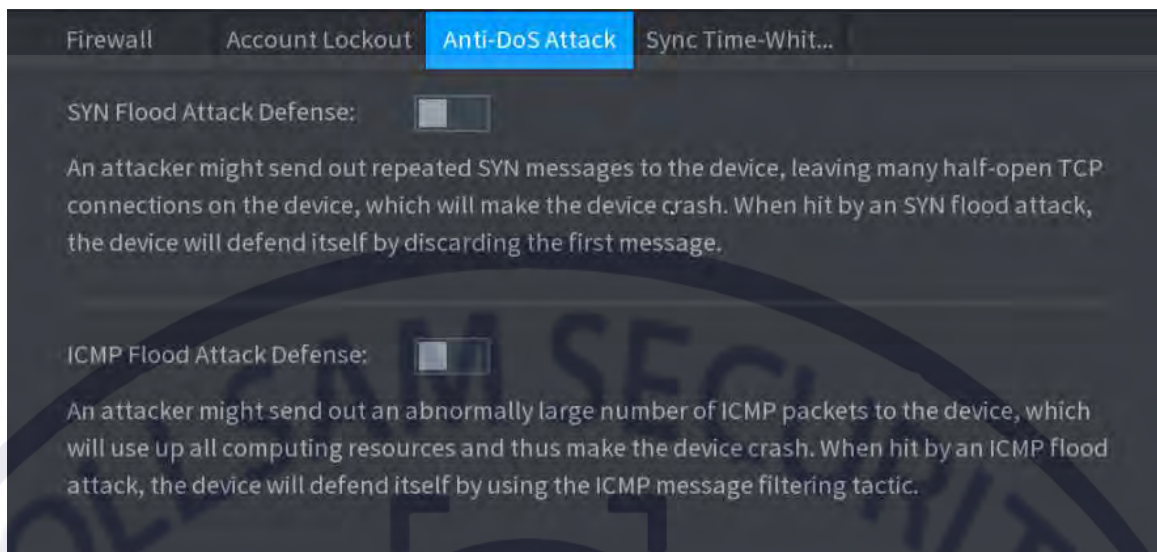 Firewall Account Lockout Anti-DoS Attack Sync Time-Whit...
SYN Flood Attack Defense:
An attacker might send out repeated SYN messages to the device, leaving many half-open TCP
connections on the device, which will make the device crash. When hit by an SYN flood attack,
the device will defend itself by discarding the first message.
ICMP Flood Attack Defense:
An attacker might send out an abnormally large number of ICMP packets to the device, which
will use up all computing resources and thus make the device crash. When hit by an ICMP flood
attack, the device will defend itself by using the ICMP message filtering tactic.